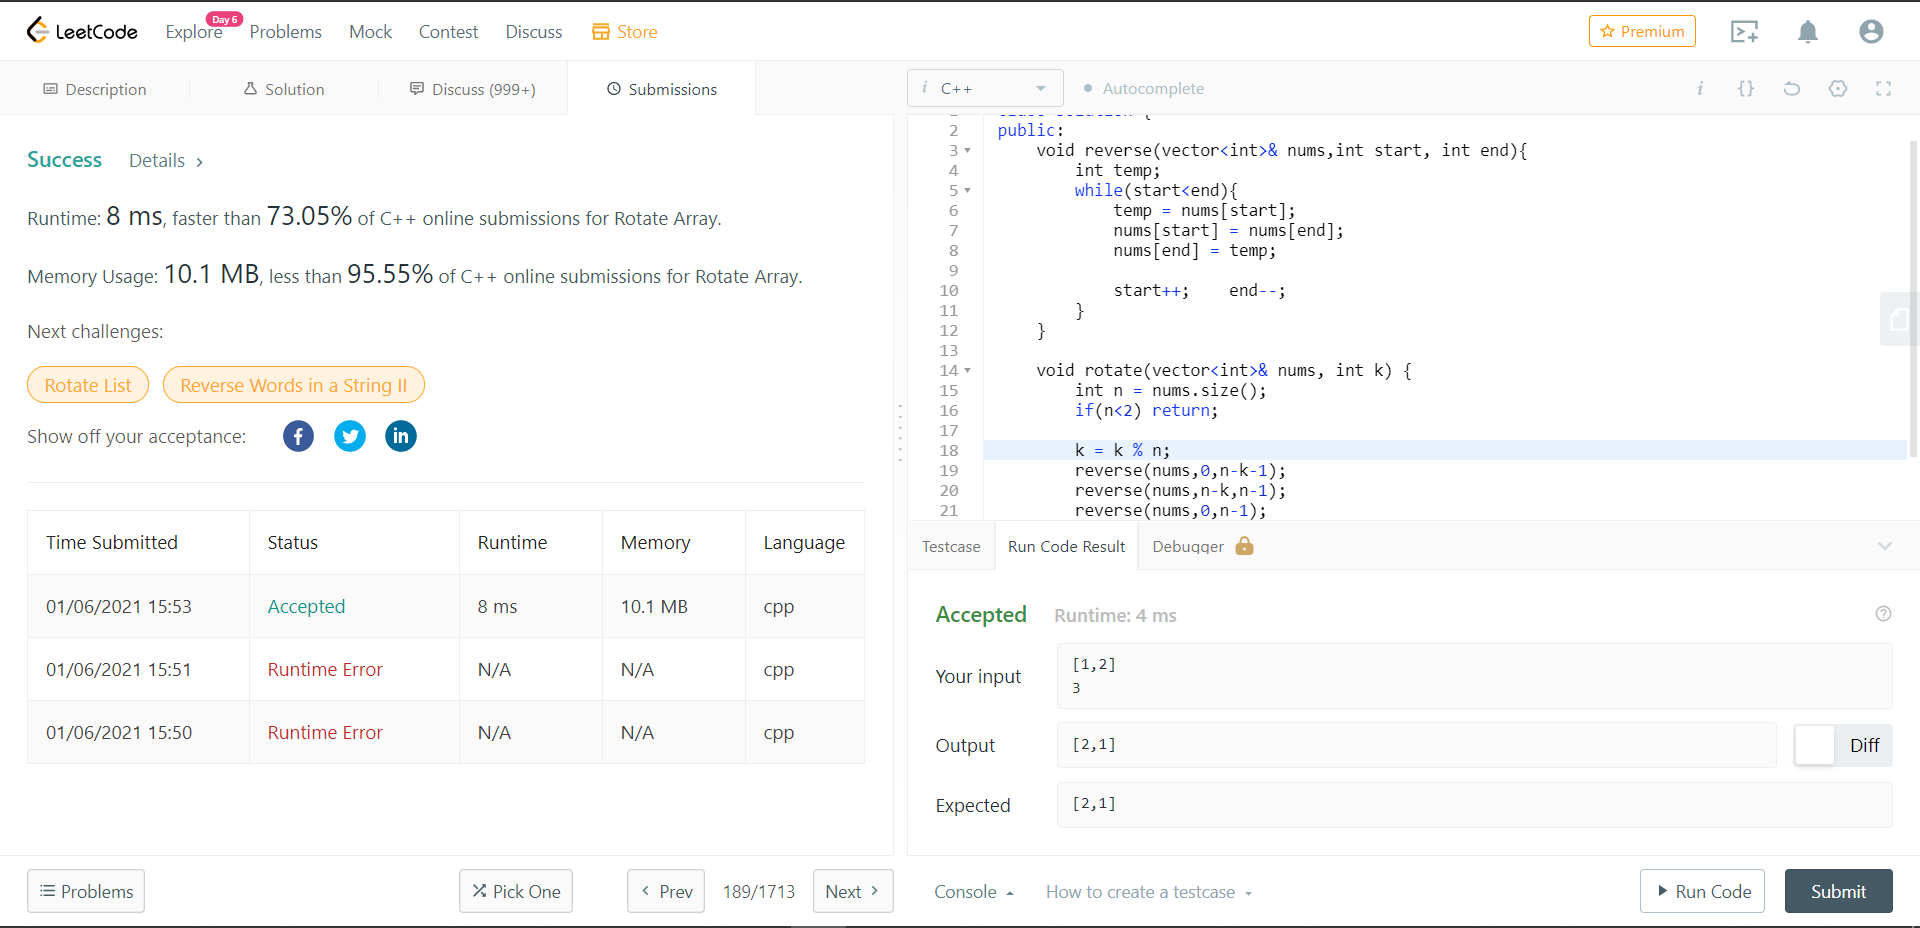 LeetCode Explore Day 6 Problems Mock Contest Discuss Store Premium
Description Solution Discuss (999+) Submissions
Success Details >
Runtime: 8 ms, faster than 73.05% of C++ online submissions for Rotate Array.
Memory Usage: 10.1 MB, less than 95.55% of C++ online submissions for Rotate Array.
Next challenges:
Rotate List Reverse Words in a String II
Show off your acceptance:
Time Submitted Status Runtime Memory Language
01/06/2021 15:53 Accepted 8 ms 10.1 MB cpp
01/06/2021 15:51 Runtime Error N/A N/A cpp
01/06/2021 15:50 Runtime Error N/A N/A cpp
Problems Pick One < Prev 189/1713 Next >
i C++ Autocomplete i {}
2 public:
3 void reverse(vector<int>& nums,int start, int end){
4 int temp;
5 while(start<end){
6 temp = nums[start];
7 nums[start] = nums[end];
8 nums[end] = temp;
9
10 start++; end--;
11 }
12 }
13
14 void rotate(vector<int>& nums, int k) {
15 int n = nums.size();
16 if(n<2) return;
17
18 k = k % n;
19 reverse(nums,0,n-k-1);
20 reverse(nums,n-k,n-1);
21 reverse(nums,0,n-1);
Testcase Run Code Result Debugger
Accepted Runtime: 4 ms ?
Your input
[1,2]
3
Output [2,1] Diff
Expected [2,1]
Console How to create a testcase Run Code Submit